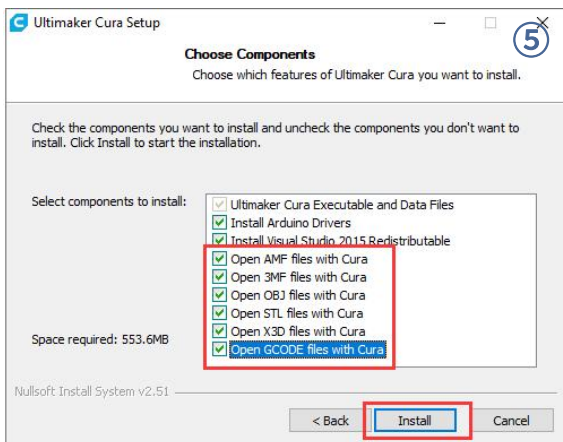 Ultimaker Cura Setup
⑤
Choose Components
Choose which features of Ultimaker Cura you want to install.
Check the components you want to install and uncheck the components you don't want to
install. Click Install to start the installation.
Select components to install:
Ultimaker Cura Executable and Data Files
Install Arduino Drivers
Install Visual Studio 2015 Redistributable
Open AMF files with Cura
Open 3MF files with Cura
Open OBJ files with Cura
Open STL files with Cura
Open X3D files with Cura
Open GCODE files with Cura
Space required: 553.6MB
Nullsoft Install System v2.51
< Back
Install
Cancel